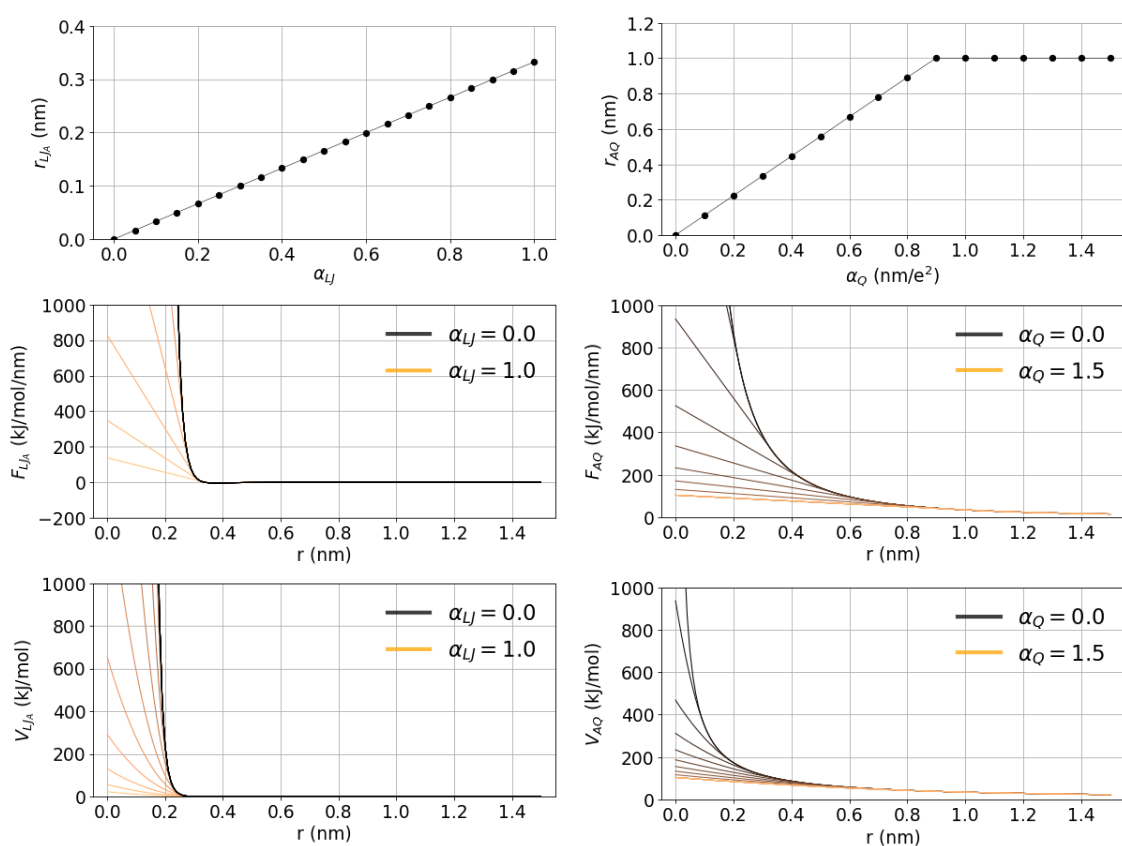 0.4
0.3
0.2
0.1
0.0
r_{LJ_A} (nm)
0.0 0.2 0.4 0.6 0.8 1.0
α_{LJ}
1.2
1.0
0.8
0.6
0.4
0.2
0.0
r_{AQ} (nm)
0.0 0.2 0.4 0.6 0.8 1.0 1.2 1.4
α_Q (nm/e²)
1000
800
600
400
200
0
−200
F_{LJ_A} (kJ/mol/nm)
α_{LJ} = 0.0
α_{LJ} = 1.0
0.0 0.2 0.4 0.6 0.8 1.0 1.2 1.4
r (nm)
1000
800
600
400
200
0
F_{AQ} (kJ/mol/nm)
α_Q = 0.0
α_Q = 1.5
0.0 0.2 0.4 0.6 0.8 1.0 1.2 1.4
r (nm)
1000
800
600
400
200
0
V_{LJ_A} (kJ/mol)
α_{LJ} = 0.0
α_{LJ} = 1.0
0.0 0.2 0.4 0.6 0.8 1.0 1.2 1.4
r (nm)
1000
800
600
400
200
0
V_{AQ} (kJ/mol)
α_Q = 0.0
α_Q = 1.5
0.0 0.2 0.4 0.6 0.8 1.0 1.2 1.4
r (nm)